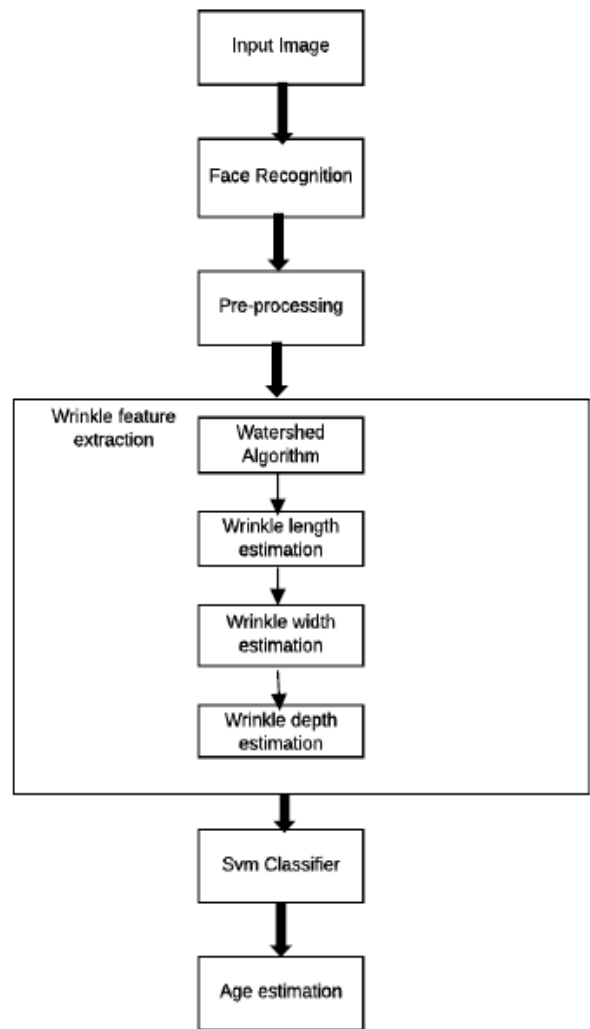 Input Image
Face Recognition
Pre-processing
Wrinkle feature
extraction
Watershed
Algorithm
Wrinkle length
estimation
Wrinkle width
estimation
Wrinkle depth
estimation
Svm Classifier
Age estimation